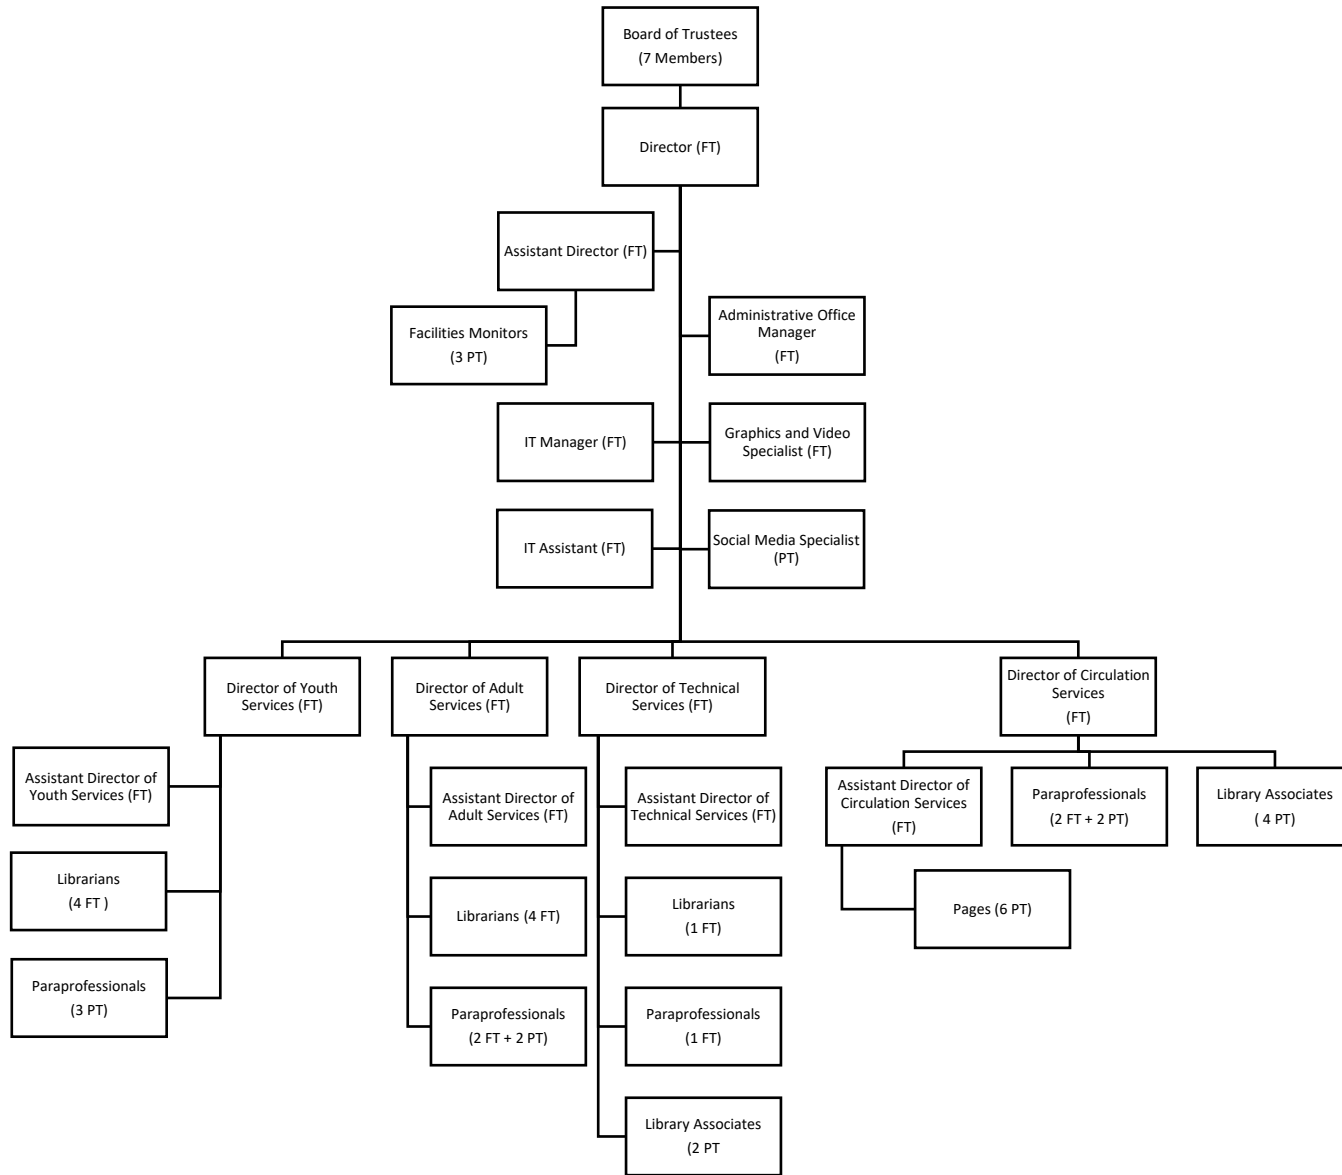 Board of Trustees
(7 Members)
Director (FT)
Assistant Director (FT)
Facilities Monitors
(3 PT)
Administrative Office
Manager
(FT)
IT Manager (FT)
Graphics and Video
Specialist (FT)
IT Assistant (FT)
Social Media Specialist
(PT)
Director of Youth
Services (FT)
Director of Adult
Services (FT)
Director of Technical
Services (FT)
Director of Circulation
Services
(FT)
Assistant Director of
Youth Services (FT)
Librarians
(4 FT )
Paraprofessionals
(3 PT)
Assistant Director of
Adult Services (FT)
Librarians (4 FT)
Paraprofessionals
(2 FT + 2 PT)
Assistant Director of
Technical Services (FT)
Librarians
(1 FT)
Paraprofessionals
(1 FT)
Library Associates
(2 PT
Assistant Director of
Circulation Services
(FT)
Paraprofessionals
(2 FT + 2 PT)
Library Associates
( 4 PT)
Pages (6 PT)